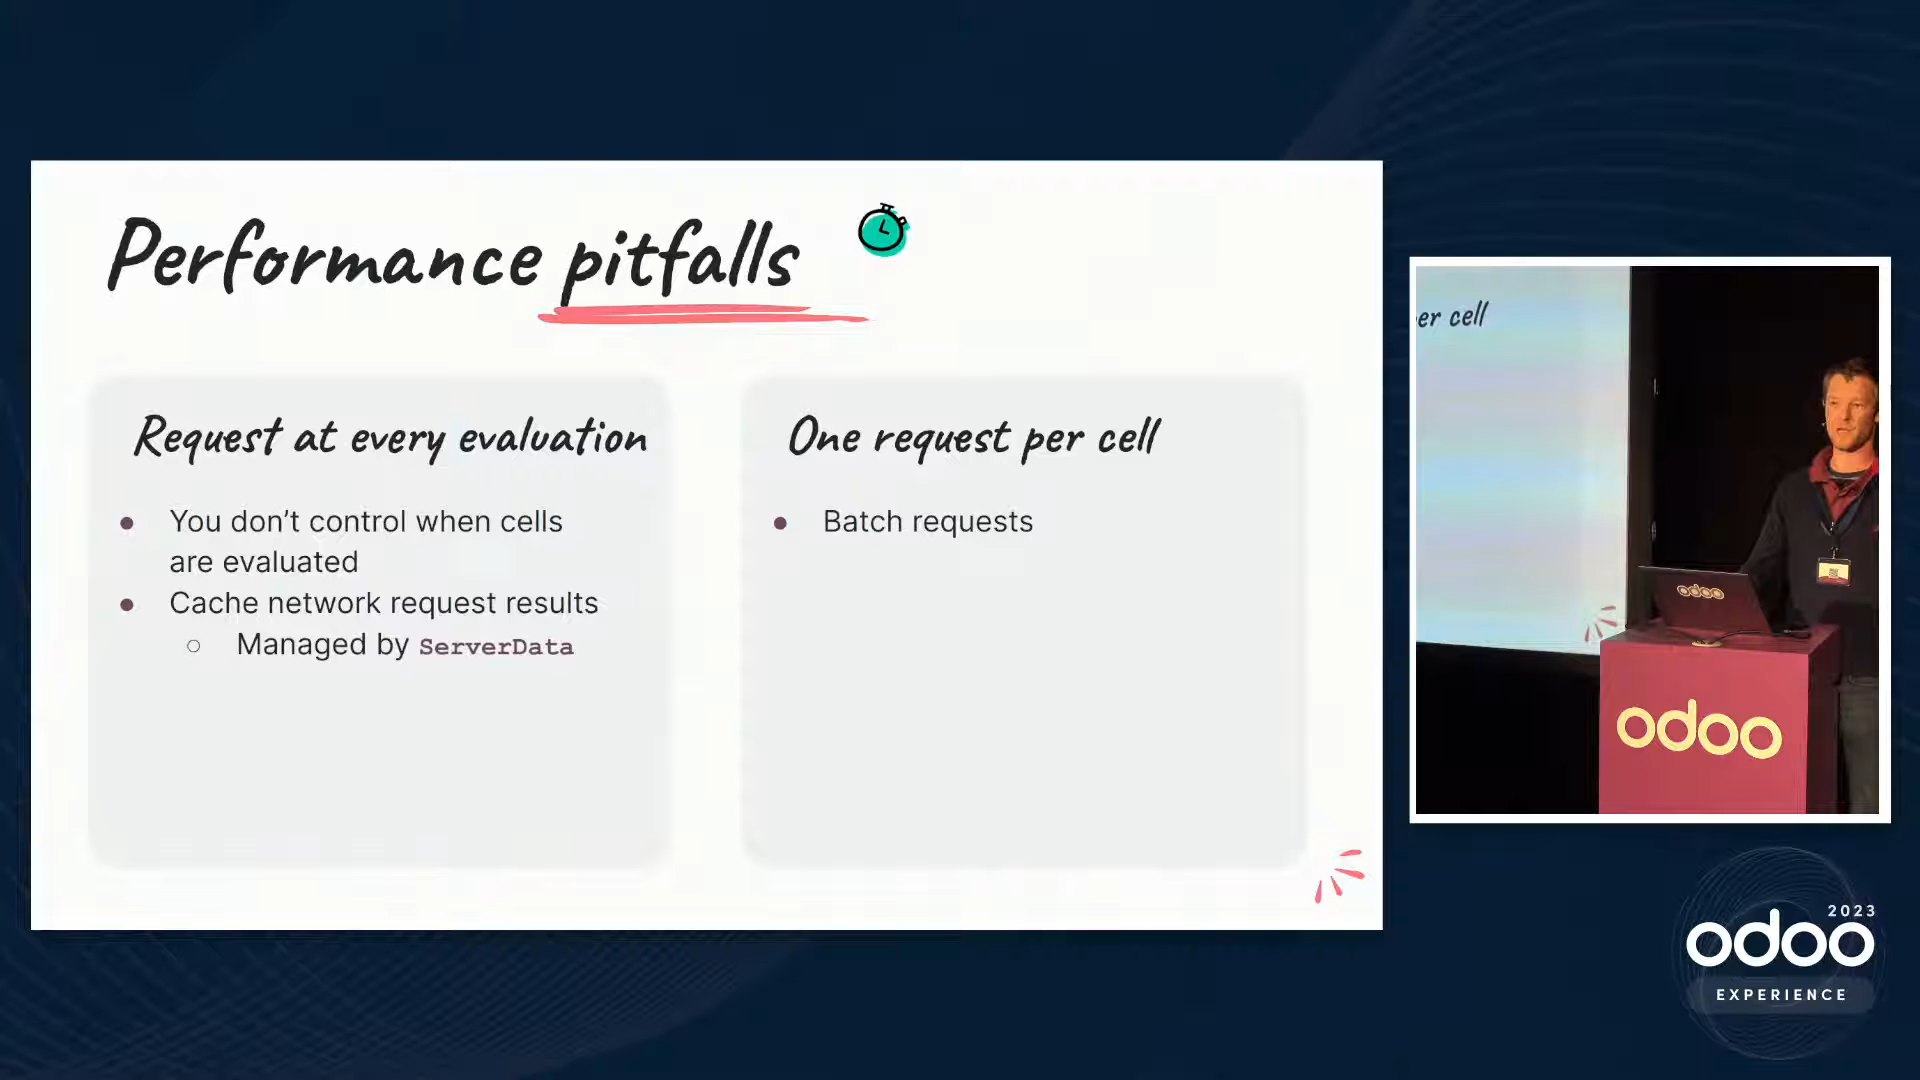 Performance pitfalls
Request at every evaluation
● You don't control when cells
are evaluated
● Cache network request results
○ Managed by ServerData
One request per cell
● Batch requests
er cell
odoo
odoo
2023
odoo
EXPERIENCE